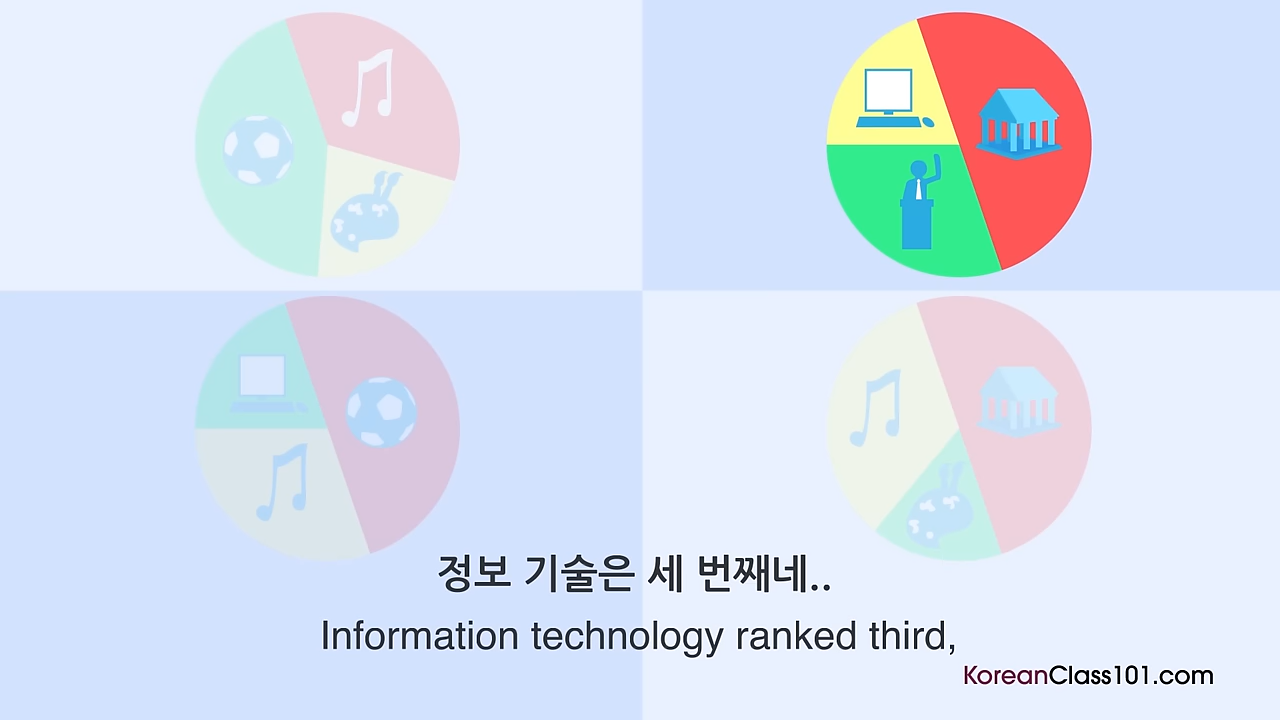 정보 기술은 세 번째네..
Information technology ranked third,
KoreanClass101.com